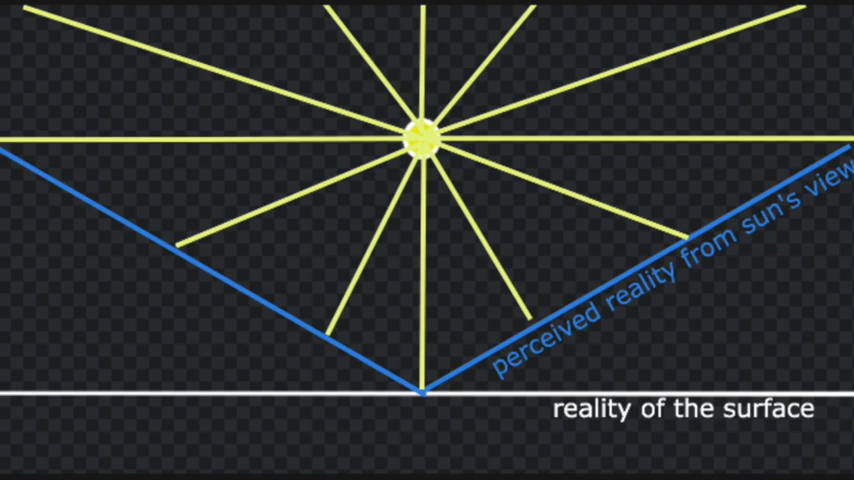 perceived reality from sun's view
reality of the surface